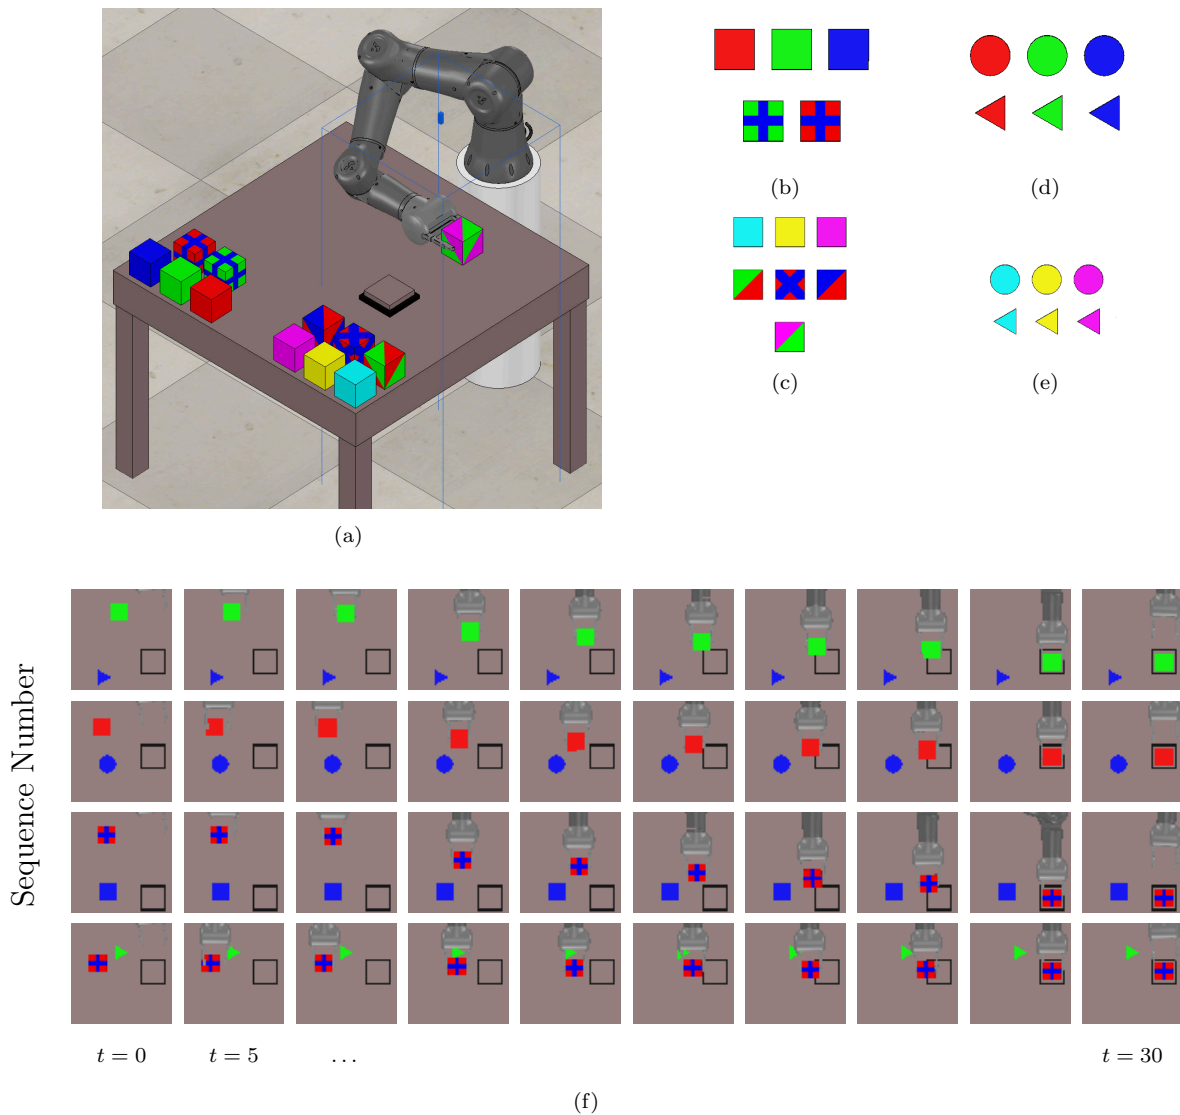 (a)
(b)
(d)
(c)
(e)
Sequence Number
t = 0
t = 5
...
t = 30
(f)